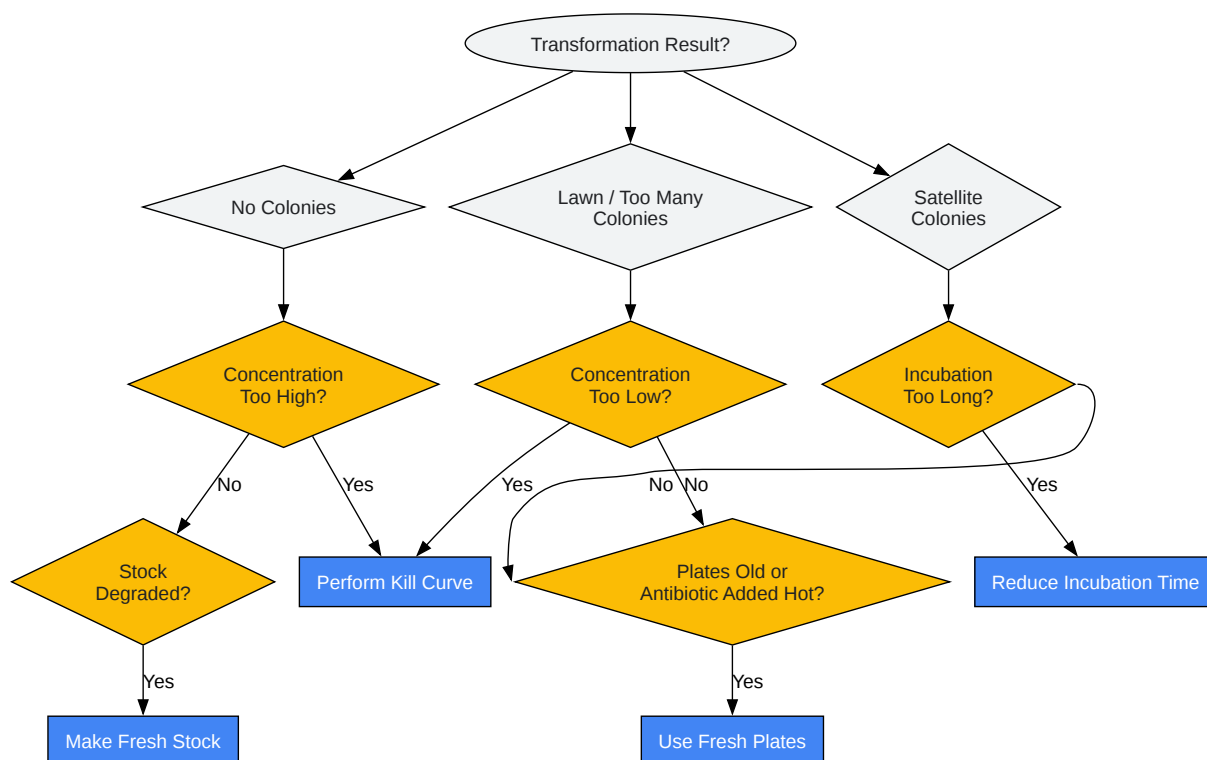 Transformation Result?
No Colonies
Lawn / Too Many
Colonies
Satellite
Colonies
Concentration
Too High?
Concentration
Too Low?
Incubation
Too Long?
No
Yes
Yes
No
No
Yes
Stock
Degraded?
Perform Kill Curve
Plates Old or
Antibiotic Added Hot?
Reduce Incubation Time
Yes
Yes
Make Fresh Stock
Use Fresh Plates